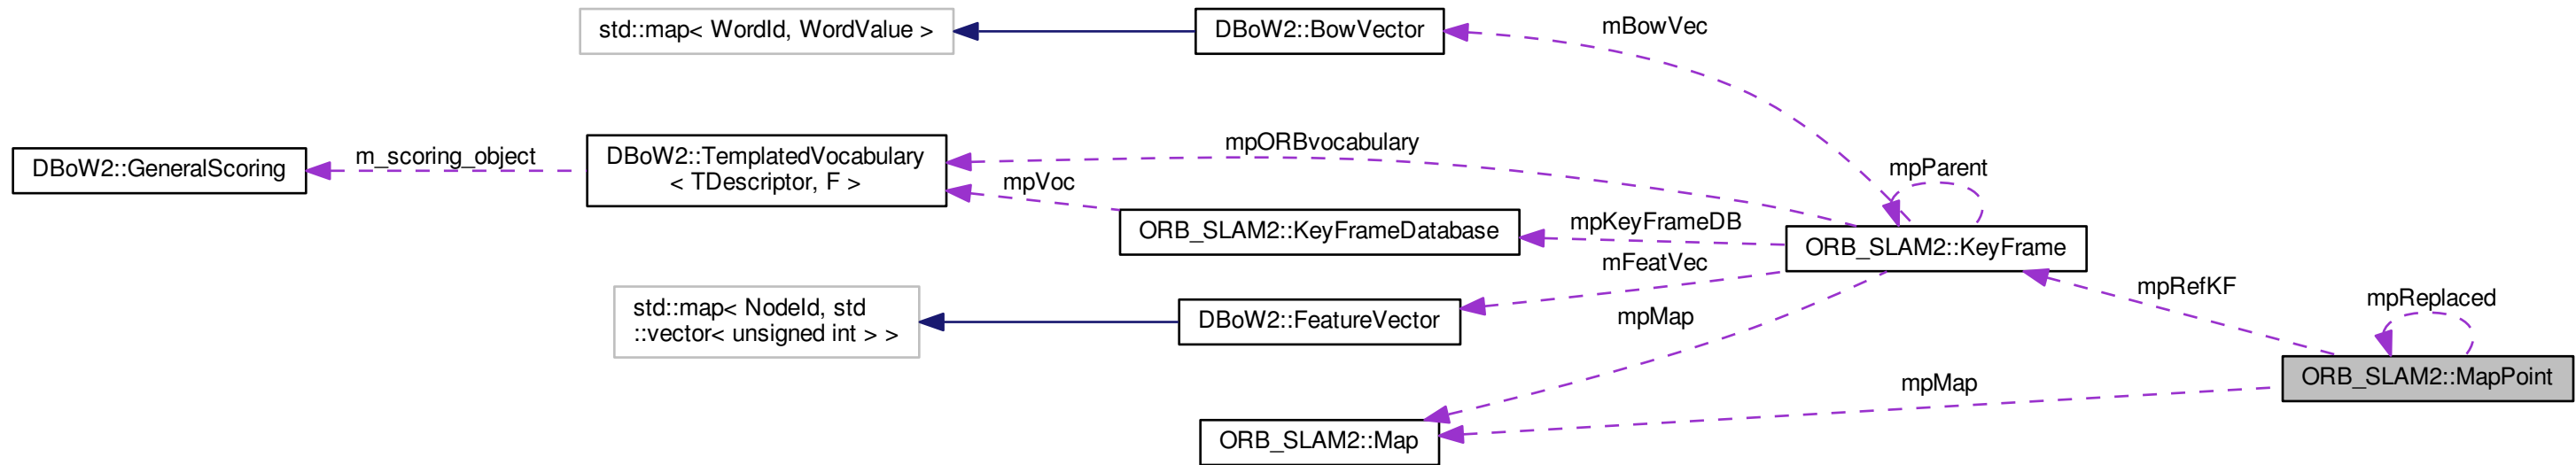 std::map< WordId, WordValue >
DBoW2::BowVector
mBowVec
DBoW2::GeneralScoring
m_scoring_object
DBoW2::TemplatedVocabulary
< TDescriptor, F >
mpORBvocabulary
mpVoc
ORB_SLAM2::KeyFrameDatabase
mpKeyFrameDB
mpParent
ORB_SLAM2::KeyFrame
std::map< NodeId, std
::vector< unsigned int > >
DBoW2::FeatureVector
mFeatVec
mpMap
mpRefKF
mpReplaced
ORB_SLAM2::MapPoint
mpMap
ORB_SLAM2::Map